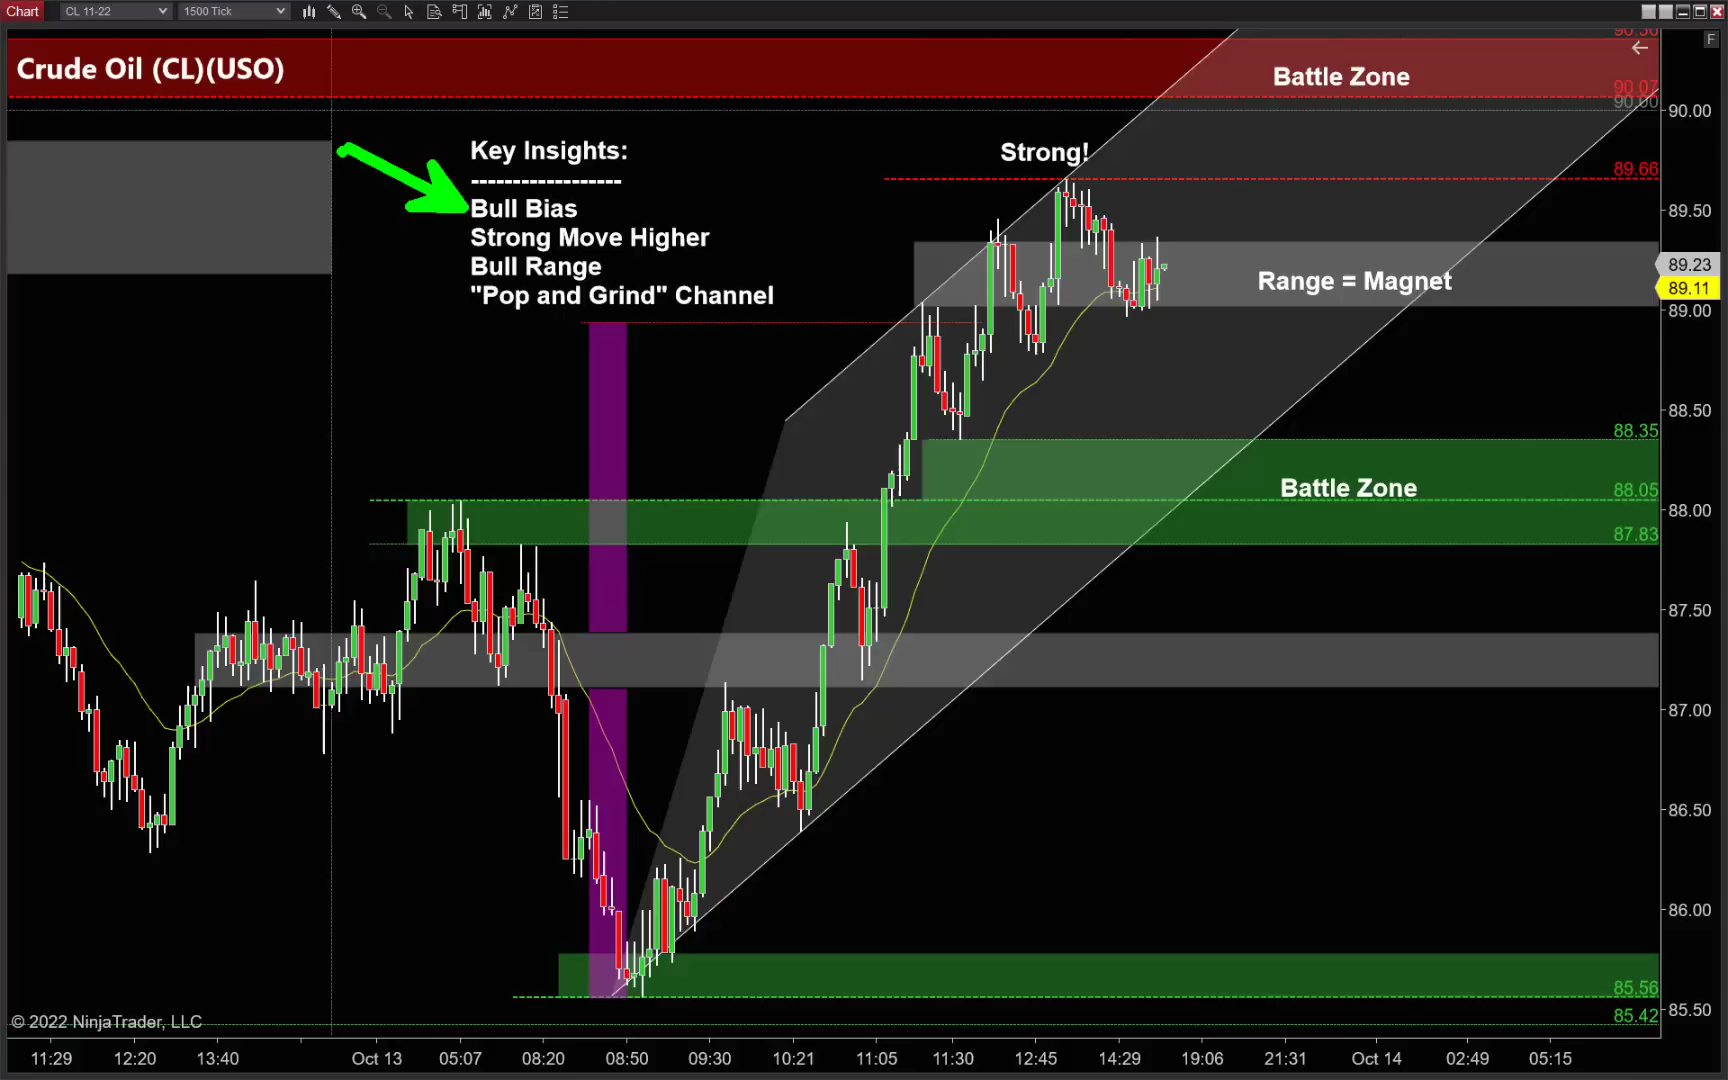 Chart
CL 11-22
1500 Tick
F
90.30
Crude Oil (CL)(USO)
Battle Zone
90.07
90.00
90.00
Key Insights:
------------------
Bull Bias
Strong Move Higher
Bull Range
"Pop and Grind" Channel
Strong!
89.66
89.50
89.23
Range = Magnet
89.11
89.00
88.50
88.35
Battle Zone
88.05
88.00
87.83
87.50
87.00
86.50
86.00
85.56
85.50
© 2022 NinjaTrader, LLC
85.42
11:29 12:20 13:40 Oct 13 05:07 08:20 08:50 09:30 10:21 11:05 11:30 12:45 14:29 19:06 21:31 Oct 14 02:49 05:15